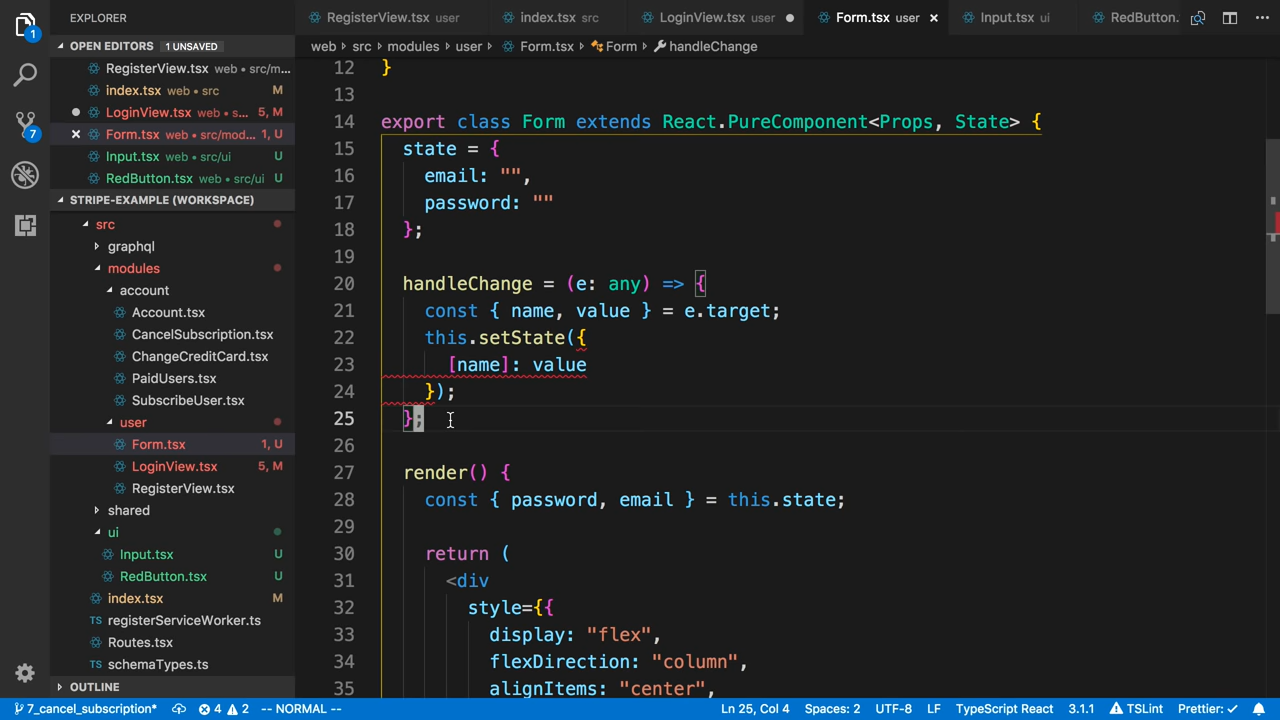 EXPLORER
RegisterView.tsx user
index.tsx src
LoginView.tsx user
Form.tsx user
Input.tsx ui
RedButton.
OPEN EDITORS 1 UNSAVED
web src modules user Form.tsx Form handleChange
RegisterView.tsx web • src/m...
index.tsx web • src M
LoginView.tsx web • s... 5, M
Form.tsx web • src/mod... 1, U
Input.tsx web • src/ui U
RedButton.tsx web • src/ui U
STRIPE-EXAMPLE (WORKSPACE)
src
graphql
modules
account
Account.tsx
CancelSubscription.tsx
ChangeCreditCard.tsx
PaidUsers.tsx
SubscribeUser.tsx
user
Form.tsx 1, U
LoginView.tsx 5, M
RegisterView.tsx
shared
ui
Input.tsx U
RedButton.tsx U
index.tsx M
TS registerServiceWorker.ts
Routes.tsx
TS schemaTypes.ts
OUTLINE
1
7
12 }
13
14 export class Form extends React.PureComponent<Props, State> {
15 state = {
16 email: "",
17 password: ""
18 };
19
20 handleChange = (e: any) => {
21 const { name, value } = e.target;
22 this.setState({
23 [name]: value
24 });
25 };
26
27 render() {
28 const { password, email } = this.state;
29
30 return (
31 <div
32 style={{
33 display: "flex",
34 flexDirection: "column",
35 alignItems: "center",
7_cancel_subscription* 4 2 -- NORMAL -- Ln 25, Col 4 Spaces: 2 UTF-8 LF TypeScript React 3.1.1 TSLint Prettier: ✓